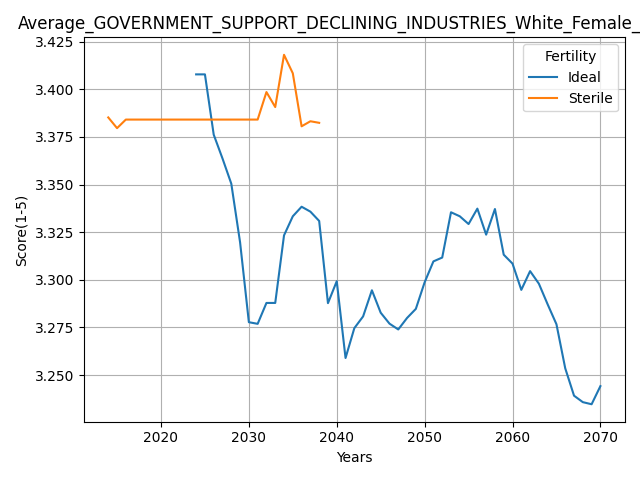 Average_GOVERNMENT_SUPPORT_DECLINING_INDUSTRIES_White_Female_
Fertility
Ideal
Sterile
3.425
3.400
3.375
3.350
3.325
3.300
3.275
3.250
Score(1-5)
2020 2030 2040 2050 2060 2070
Years